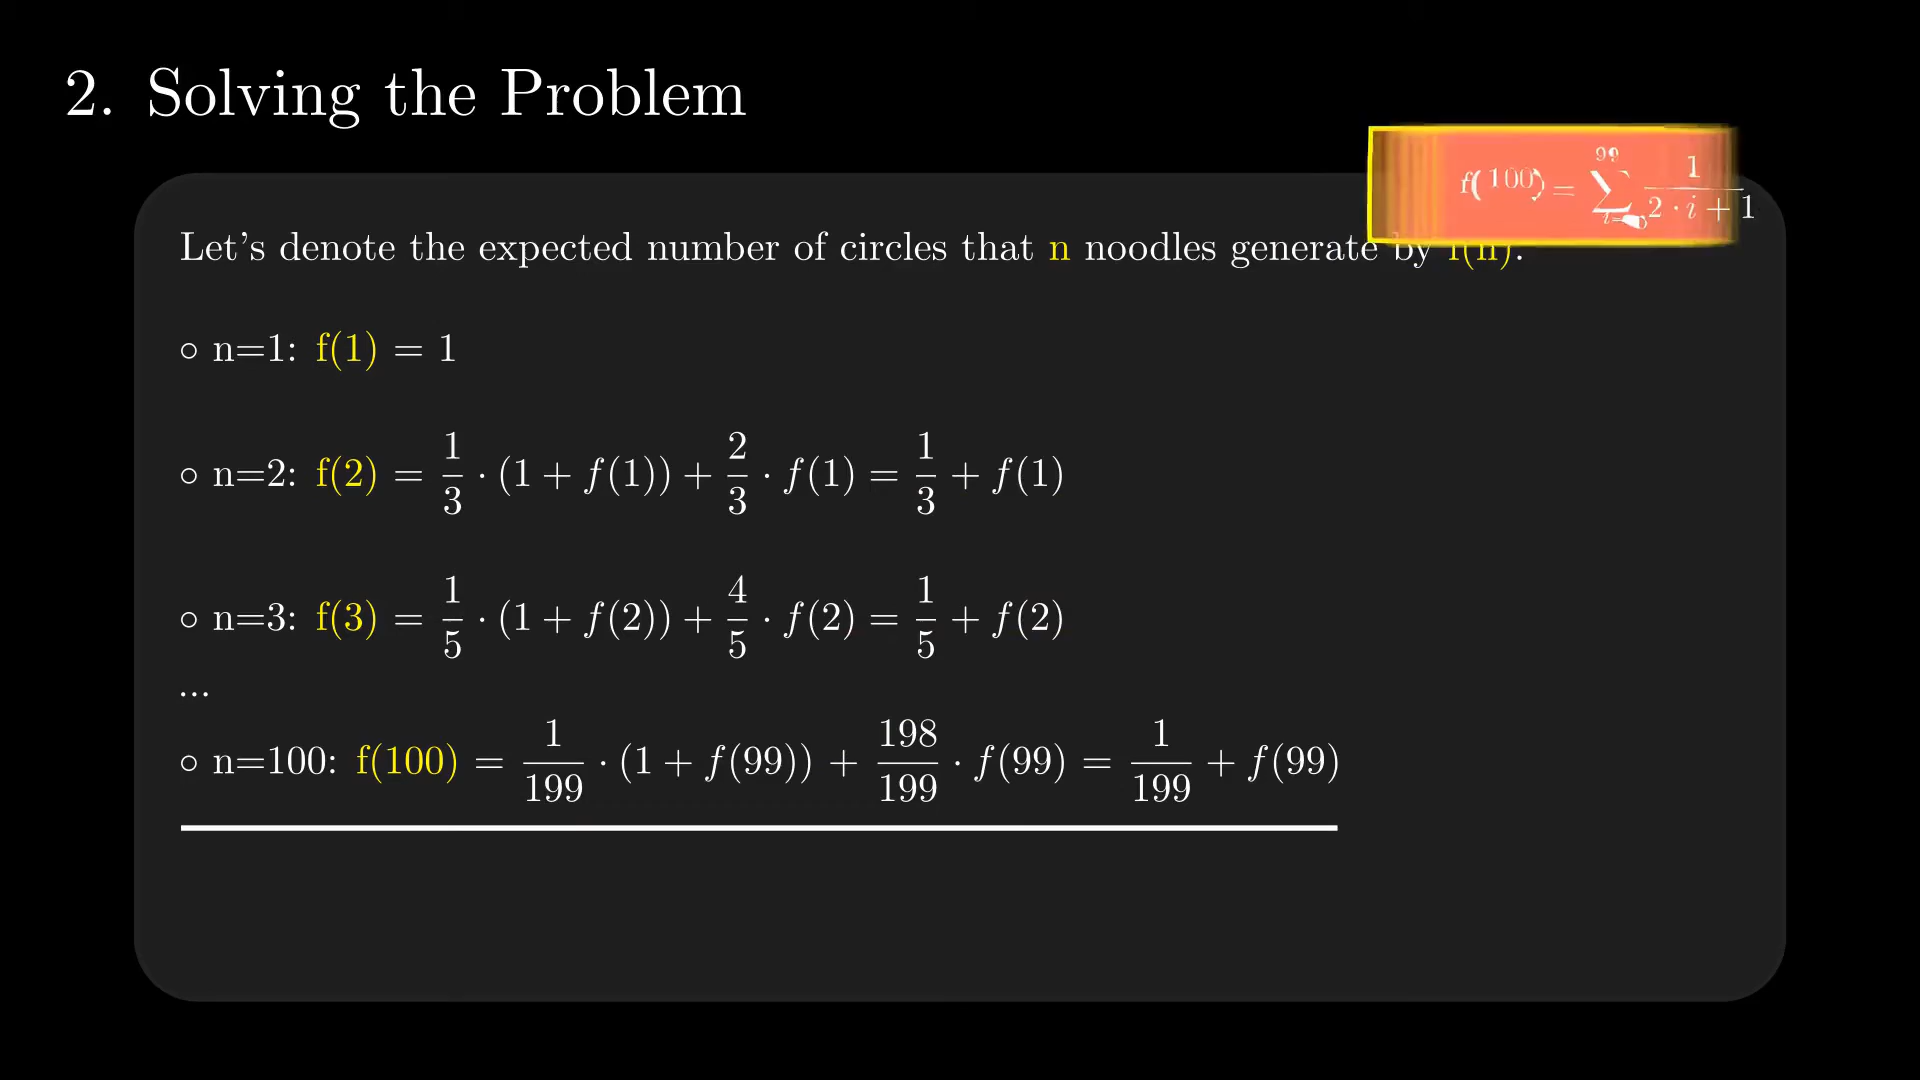 2. Solving the Problem
f(100) = ∑ 99 1/(2 · i + 1)
Let's denote the expected number of circles that n noodles generate by f(n).
○ n=1: f(1) = 1
○ n=2: f(2) = 1/3 · (1 + f(1)) + 2/3 · f(1) = 1/3 + f(1)
○ n=3: f(3) = 1/5 · (1 + f(2)) + 4/5 · f(2) = 1/5 + f(2)
...
○ n=100: f(100) = 1/199 · (1 + f(99)) + 198/199 · f(99) = 1/199 + f(99)